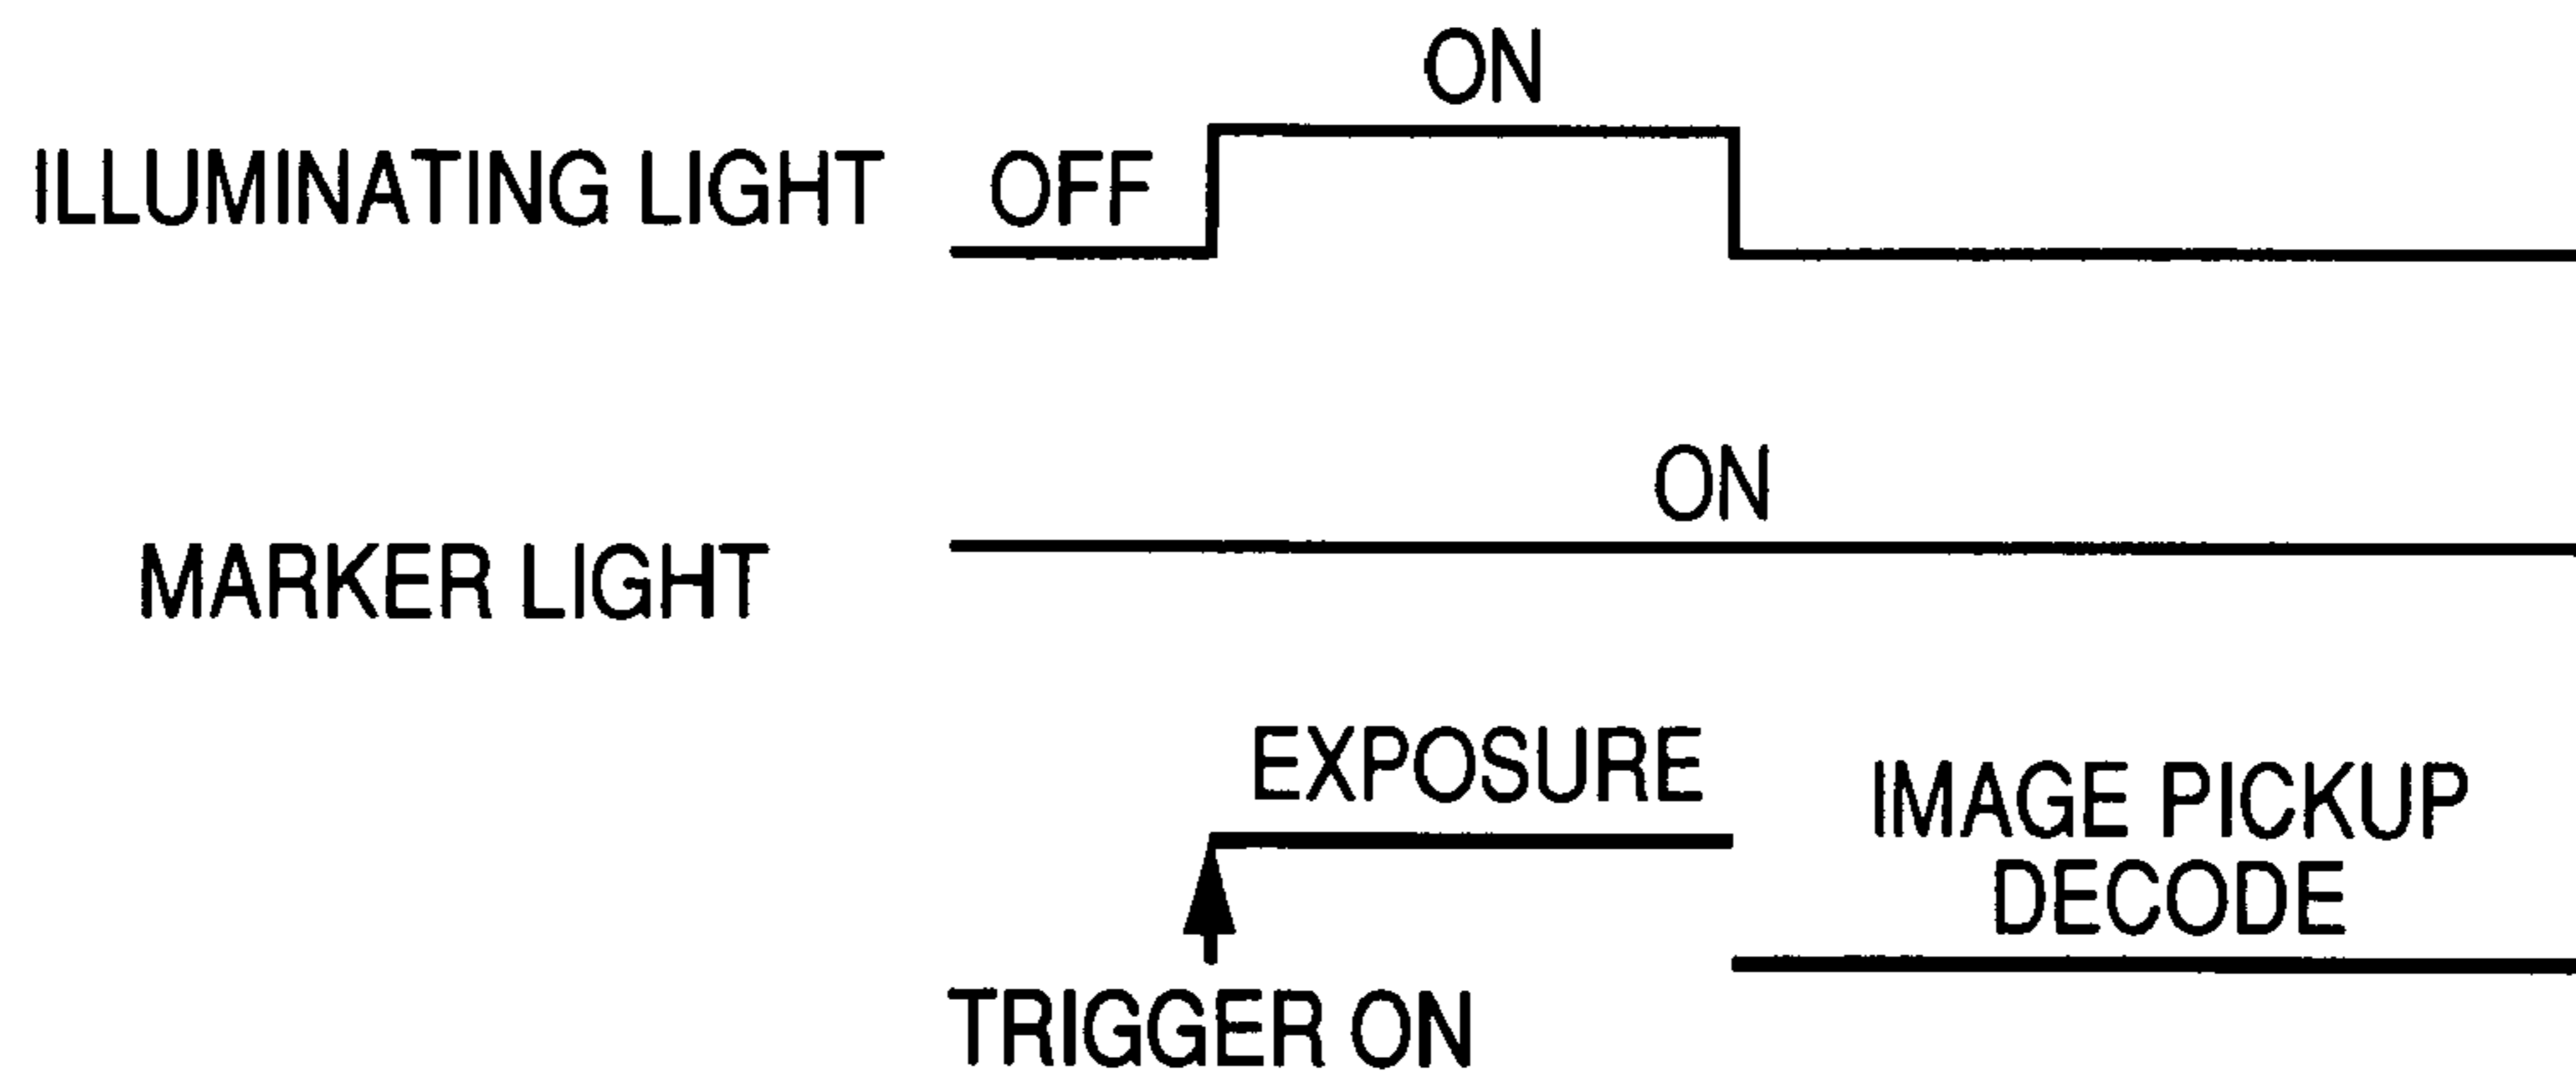 ON
ILLUMINATING LIGHT OFF
ON
MARKER LIGHT
EXPOSURE
IMAGE PICKUP
DECODE
TRIGGER ON